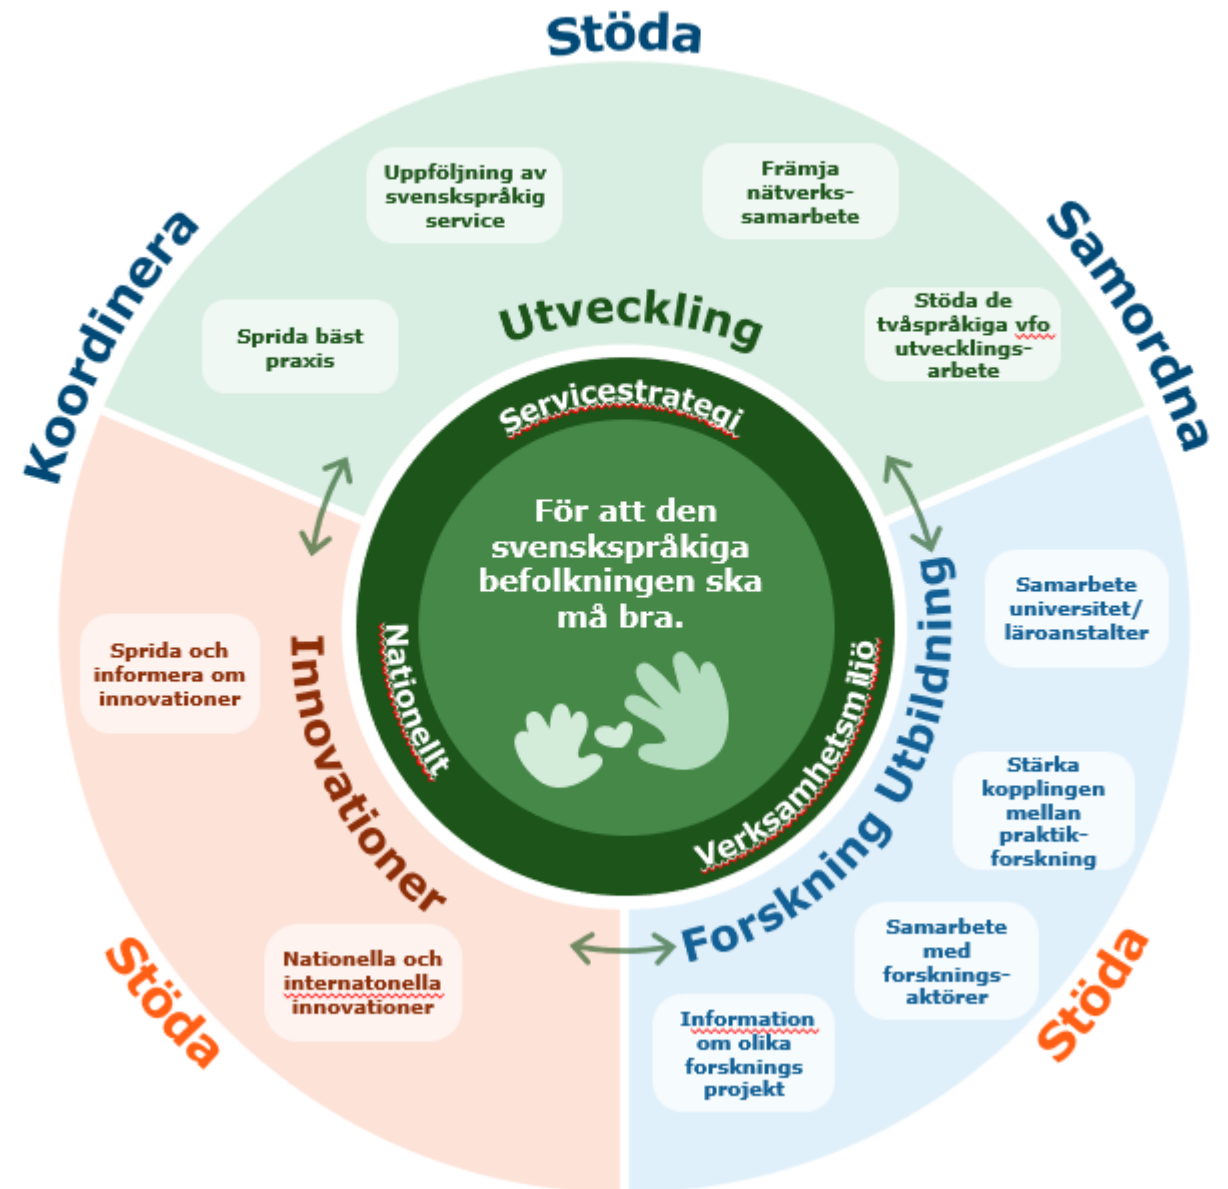 Stöda
Koordinera
Samordna
Uppföljning av
svenskspråkig
service
Främja
nätverks-
samarbete
Sprida bäst
praxis
Stöda de
tvåspråkiga vfo
utvecklings-
arbete
Utveckling
Servicestrategi
För att den
svenskspråkiga
befolkningen ska
må bra.
Nationellt
Verksamhetsmiljö
Innovationer
Sprida och
informera om
innovationer
Nationella och
internatonella
innovationer
Stöda
Forskning Utbildning
Samarbete
universitet/
läroanstalter
Stärka
kopplingen
mellan
praktik-
forskning
Samarbete
med
forsknings-
aktörer
Information
om olika
forsknings
projekt
Stöda